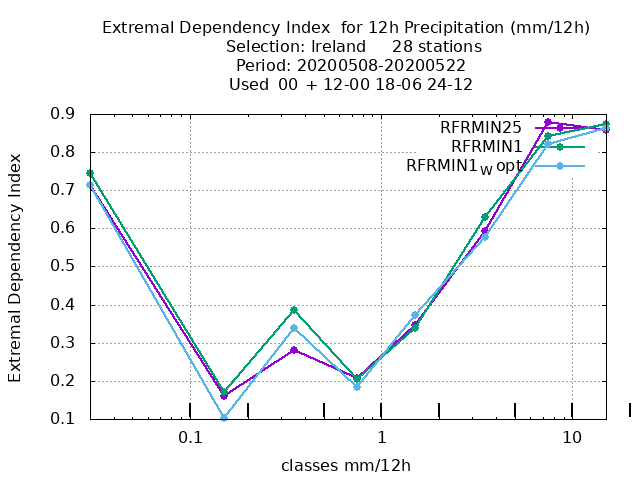 Extremal Dependency Index  for 12h Precipitation (mm/12h)
Selection: Ireland     28 stations
Period: 20200508-20200522
Used  00 + 12-00 18-06 24-12
RFRMIN25
RFRMIN1
RFRMIN1w opt
0.9
0.8
0.7
0.6
0.5
0.4
0.3
0.2
0.1
Extremal Dependency Index
0.1 1 10
classes mm/12h